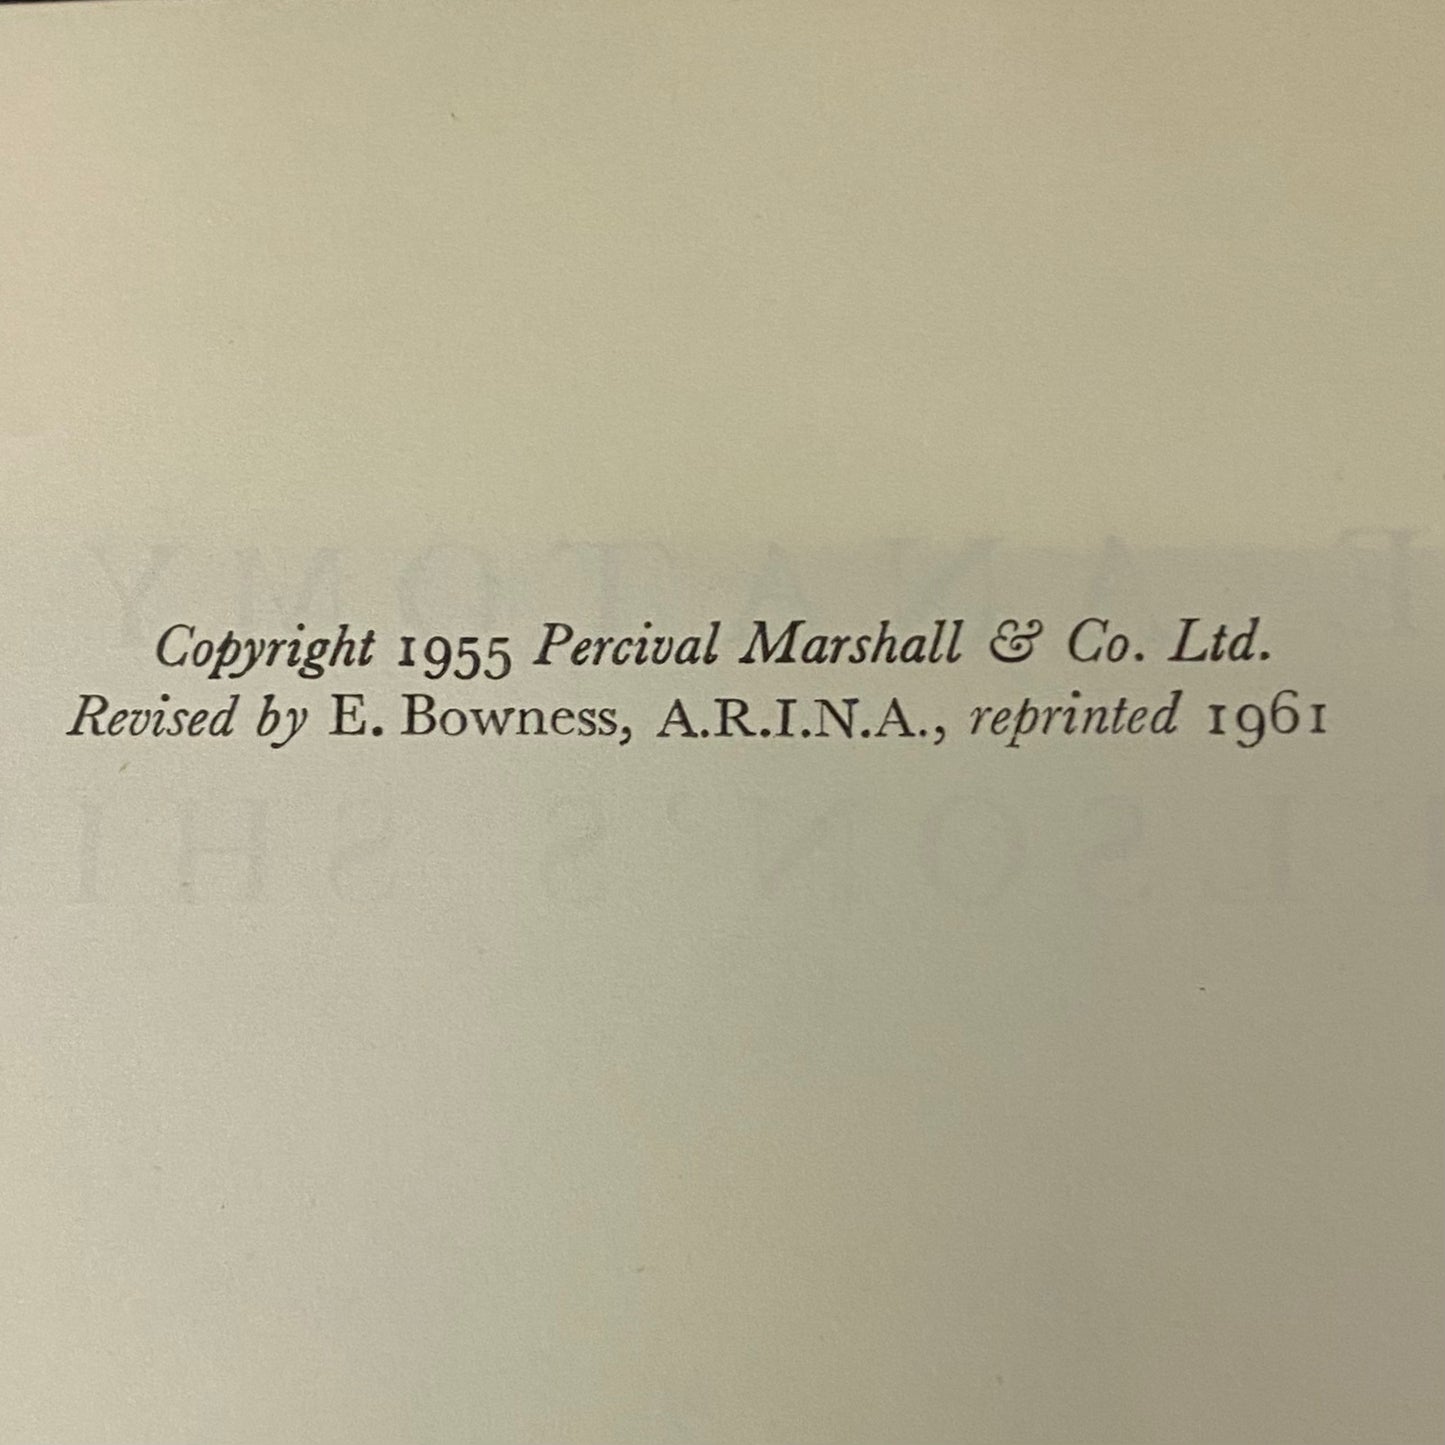 Copyright 1955 Percival Marshall & Co. Ltd.
Revised by E. Bowness, A.R.I.N.A., reprinted 1961